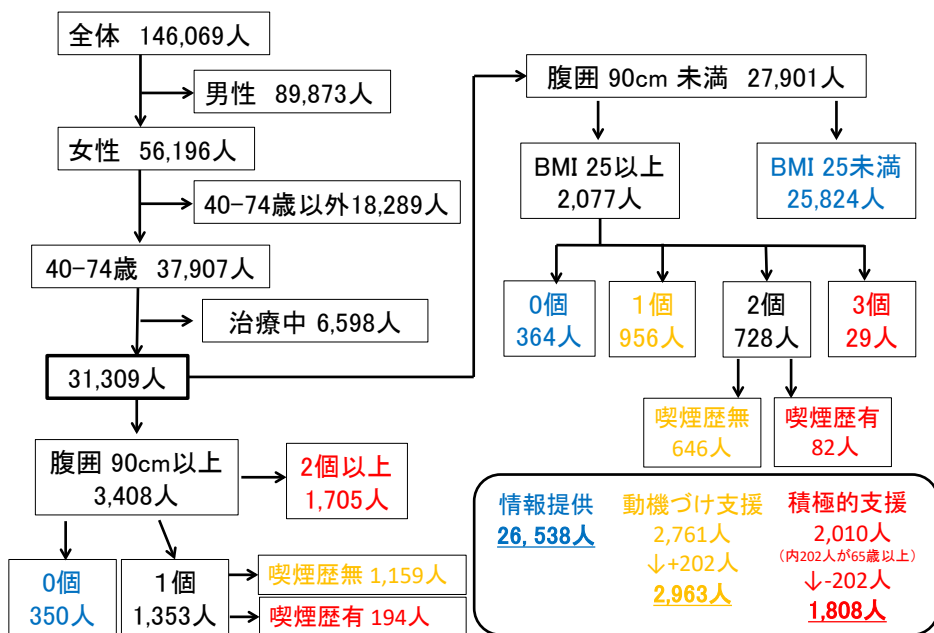 全体 146,069人
男性 89,873人
女性 56,196人
40-74歳以外18,289人
40-74歳 37,907人
治療中 6,598人
31,309人
腹囲 90cm以上
3,408人
2個以上
1,705人
0個
350人
1個
1,353人
喫煙歴無 1,159人
喫煙歴有 194人
腹囲 90cm 未満 27,901人
BMI 25以上
2,077人
BMI 25未満
25,824人
0個
364人
1個
956人
2個
728人
3個
29人
喫煙歴無
646人
喫煙歴有
82人
情報提供
26,538人
動機づけ支援
2,761人
↓+202人
2,963人
積極的支援
2,010人
(内202人が65歳以上)
↓-202人
1,808人